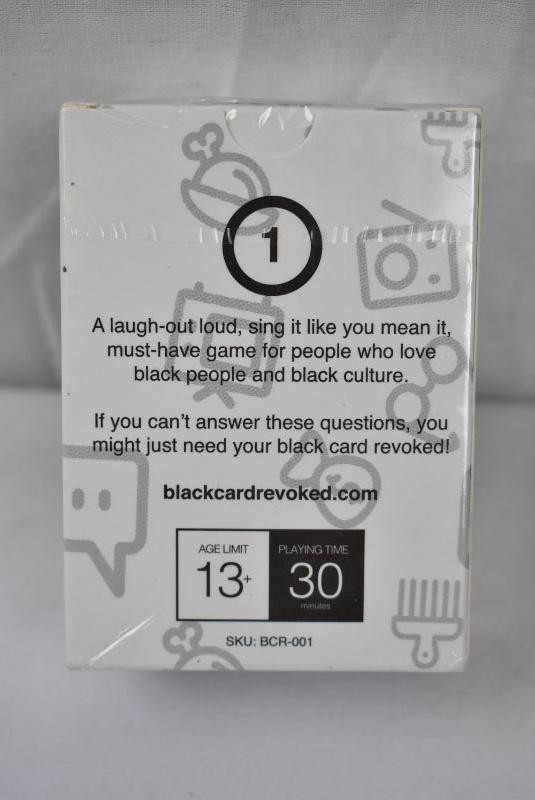 1
A laugh-out loud, sing it like you mean it,
must-have game for people who love
black people and black culture.
If you can't answer these questions, you
might just need your black card revoked!
blackcardrevoked.com
AGE LIMIT
13+
PLAYING TIME
30
minutes
SKU: BCR-001